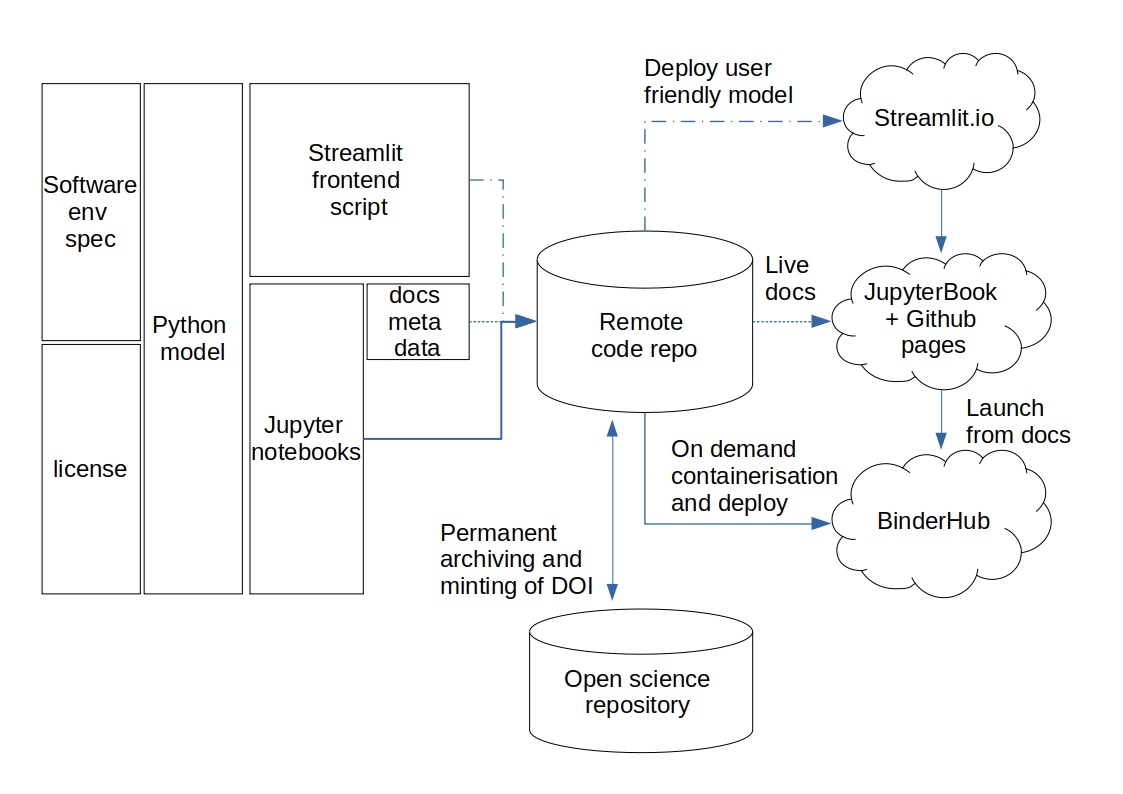 Software
env
spec
license
Python
model
Streamlit
frontend
script
docs
meta
data
Jupyter
notebooks
Deploy user
friendly model
Streamlit.io
Remote
code repo
Live
docs
JupyterBook
+ Github
pages
Launch
from docs
On demand
containerisation
and deploy
BinderHub
Permanent
archiving and
minting of DOI
Open science
repository